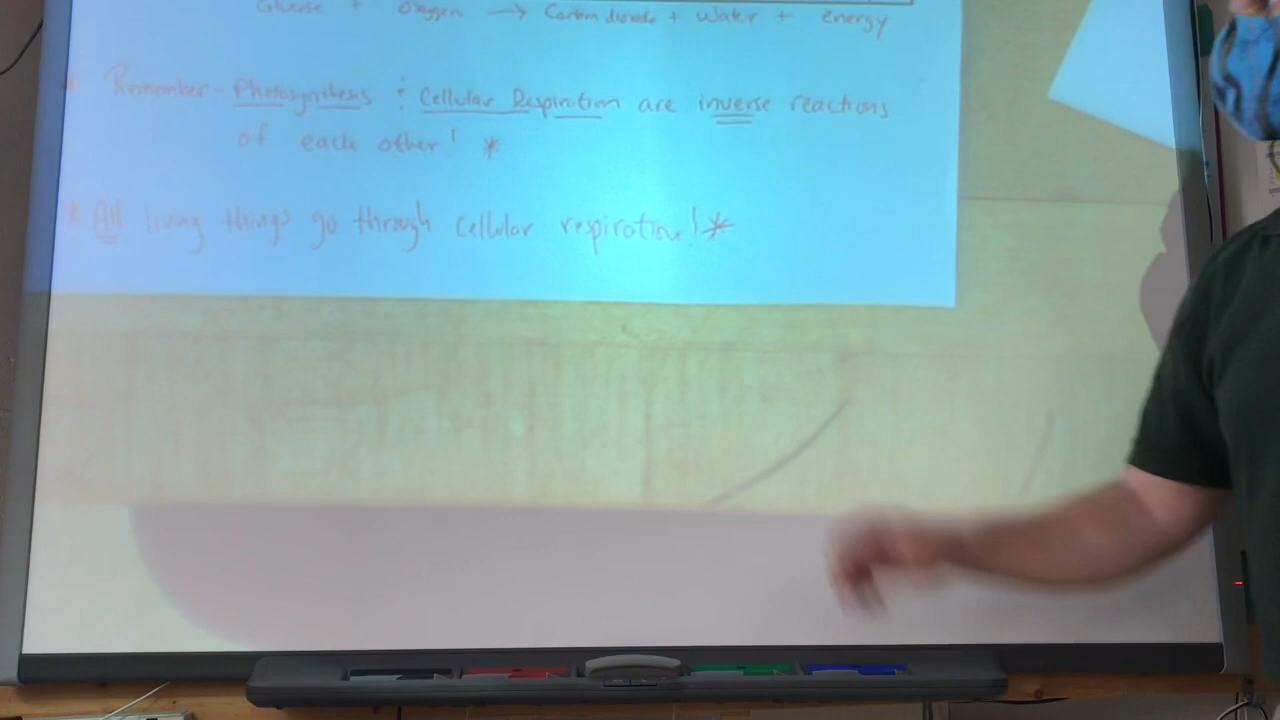 Glucose + Oxygen → Carbon dioxide + Water + energy
* Remember - Photosynthesis : Cellular Respiration are inverse reactions
of each other! *
* All living things go through cellular respiration! *